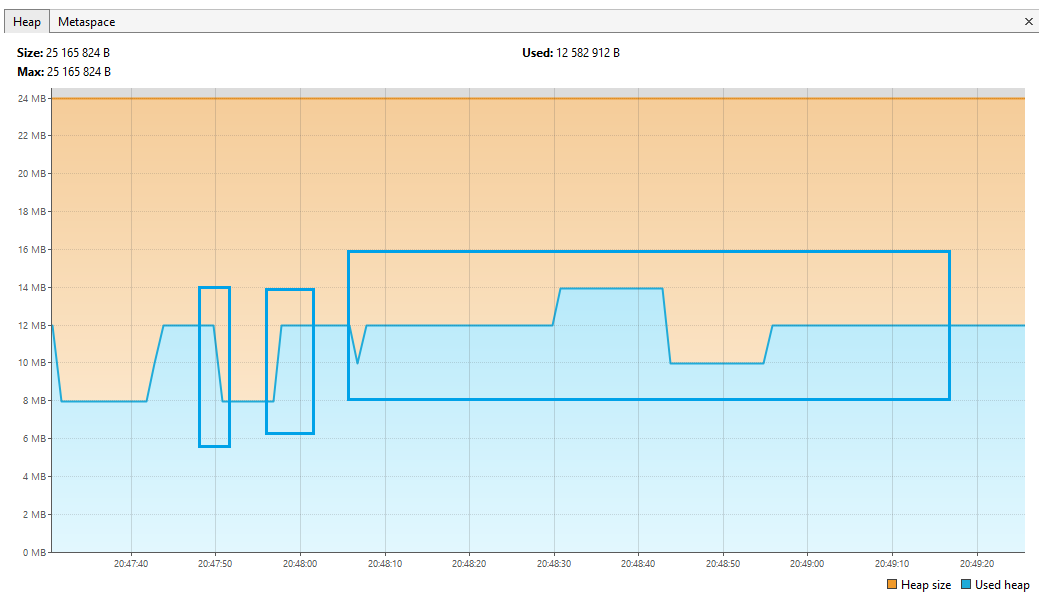 Heap Metaspace
Size: 25 165 824 B Used: 12 582 912 B
Max: 25 165 824 B
24 MB
22 MB
20 MB
18 MB
16 MB
14 MB
12 MB
10 MB
8 MB
6 MB
4 MB
2 MB
0 MB
20:47:40 20:47:50 20:48:00 20:48:10 20:48:20 20:48:30 20:48:40 20:48:50 20:49:00 20:49:10 20:49:20
Heap size Used heap